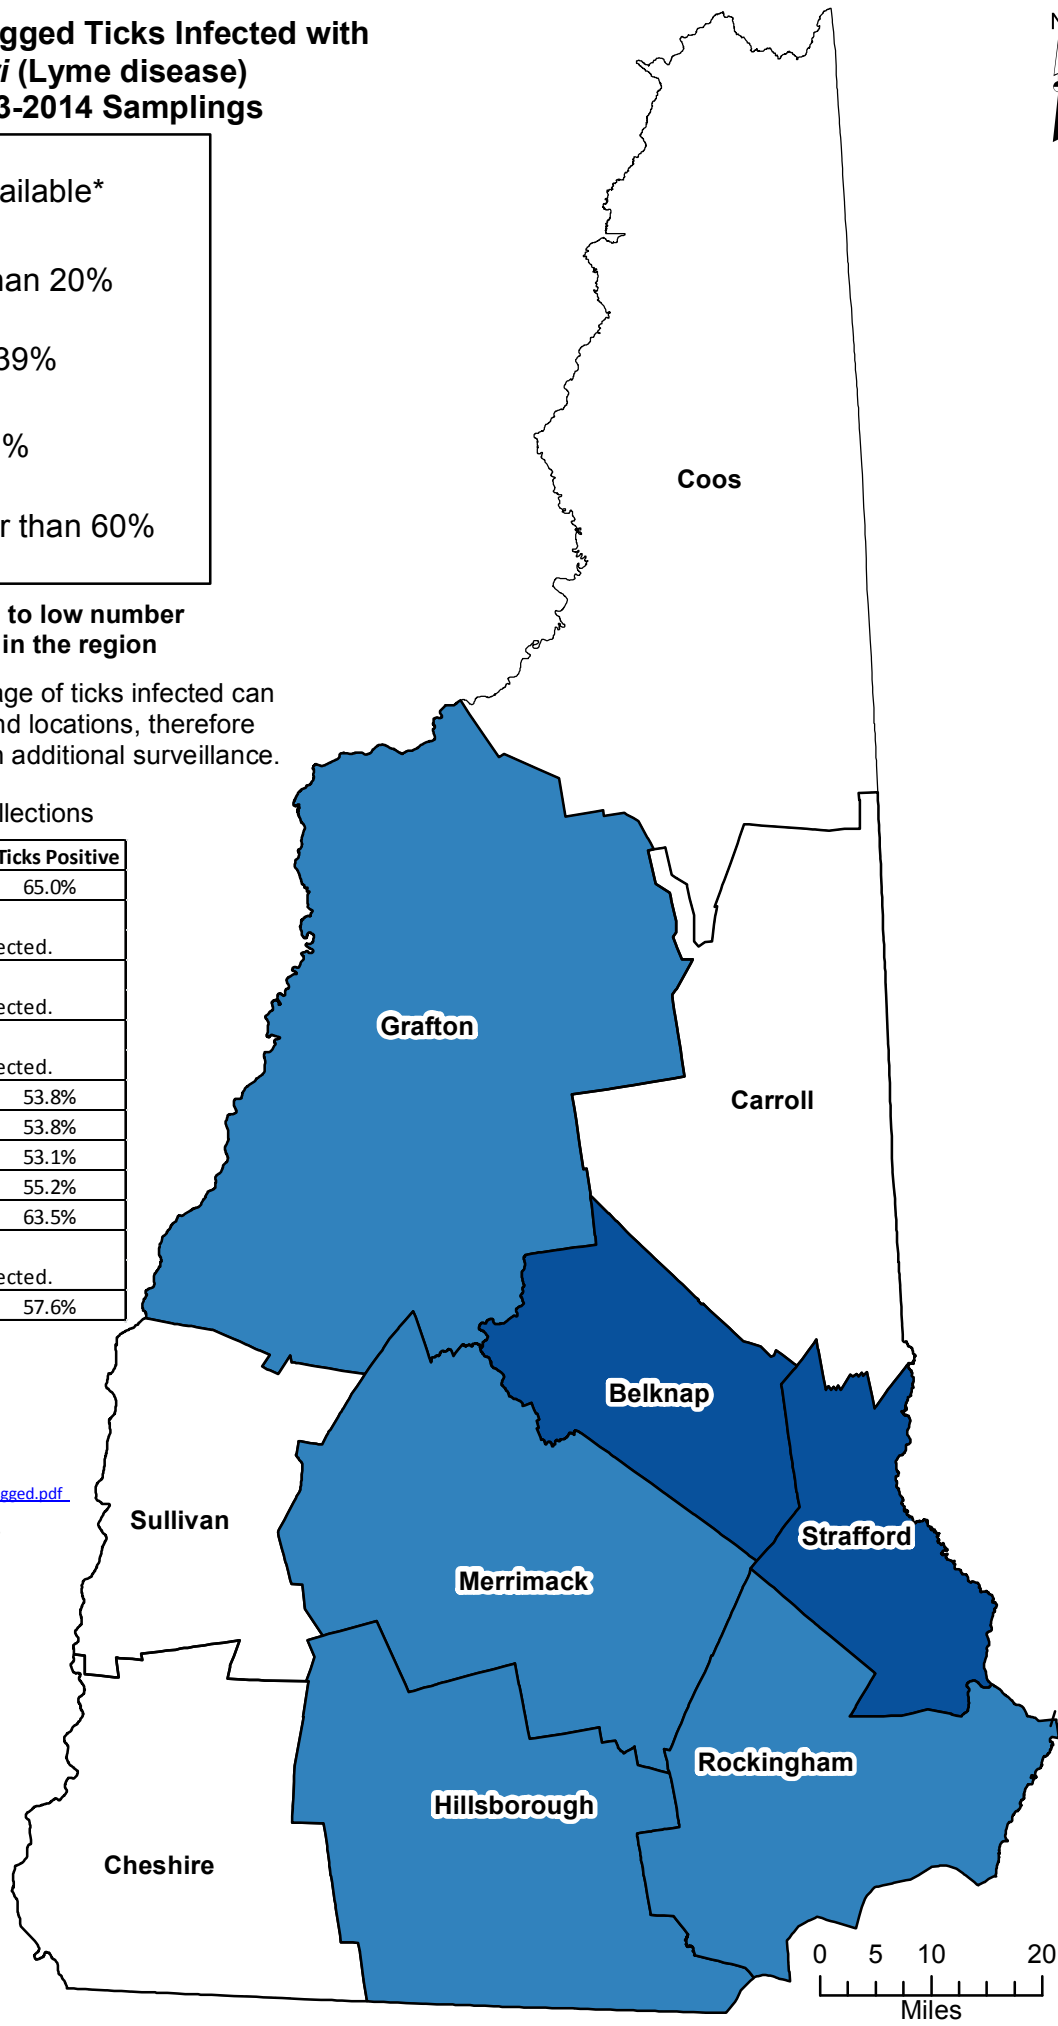 gged Ticks Infected with
i (Lyme disease)
3-2014 Samplings
N
ailable*
an 20%
39%
%
r than 60%
to low number
in the region
age of ticks infected can
nd locations, therefore
n additional surveillance.
llections
Ticks Positive
65.0%
ected.
ected.
ected.
53.8%
53.8%
53.1%
55.2%
63.5%
ected.
57.6%
gged.pdf
Coos
Grafton
Carroll
Belknap
Sullivan
Strafford
Merrimack
Rockingham
Hillsborough
Cheshire
0 5 10 20
Miles